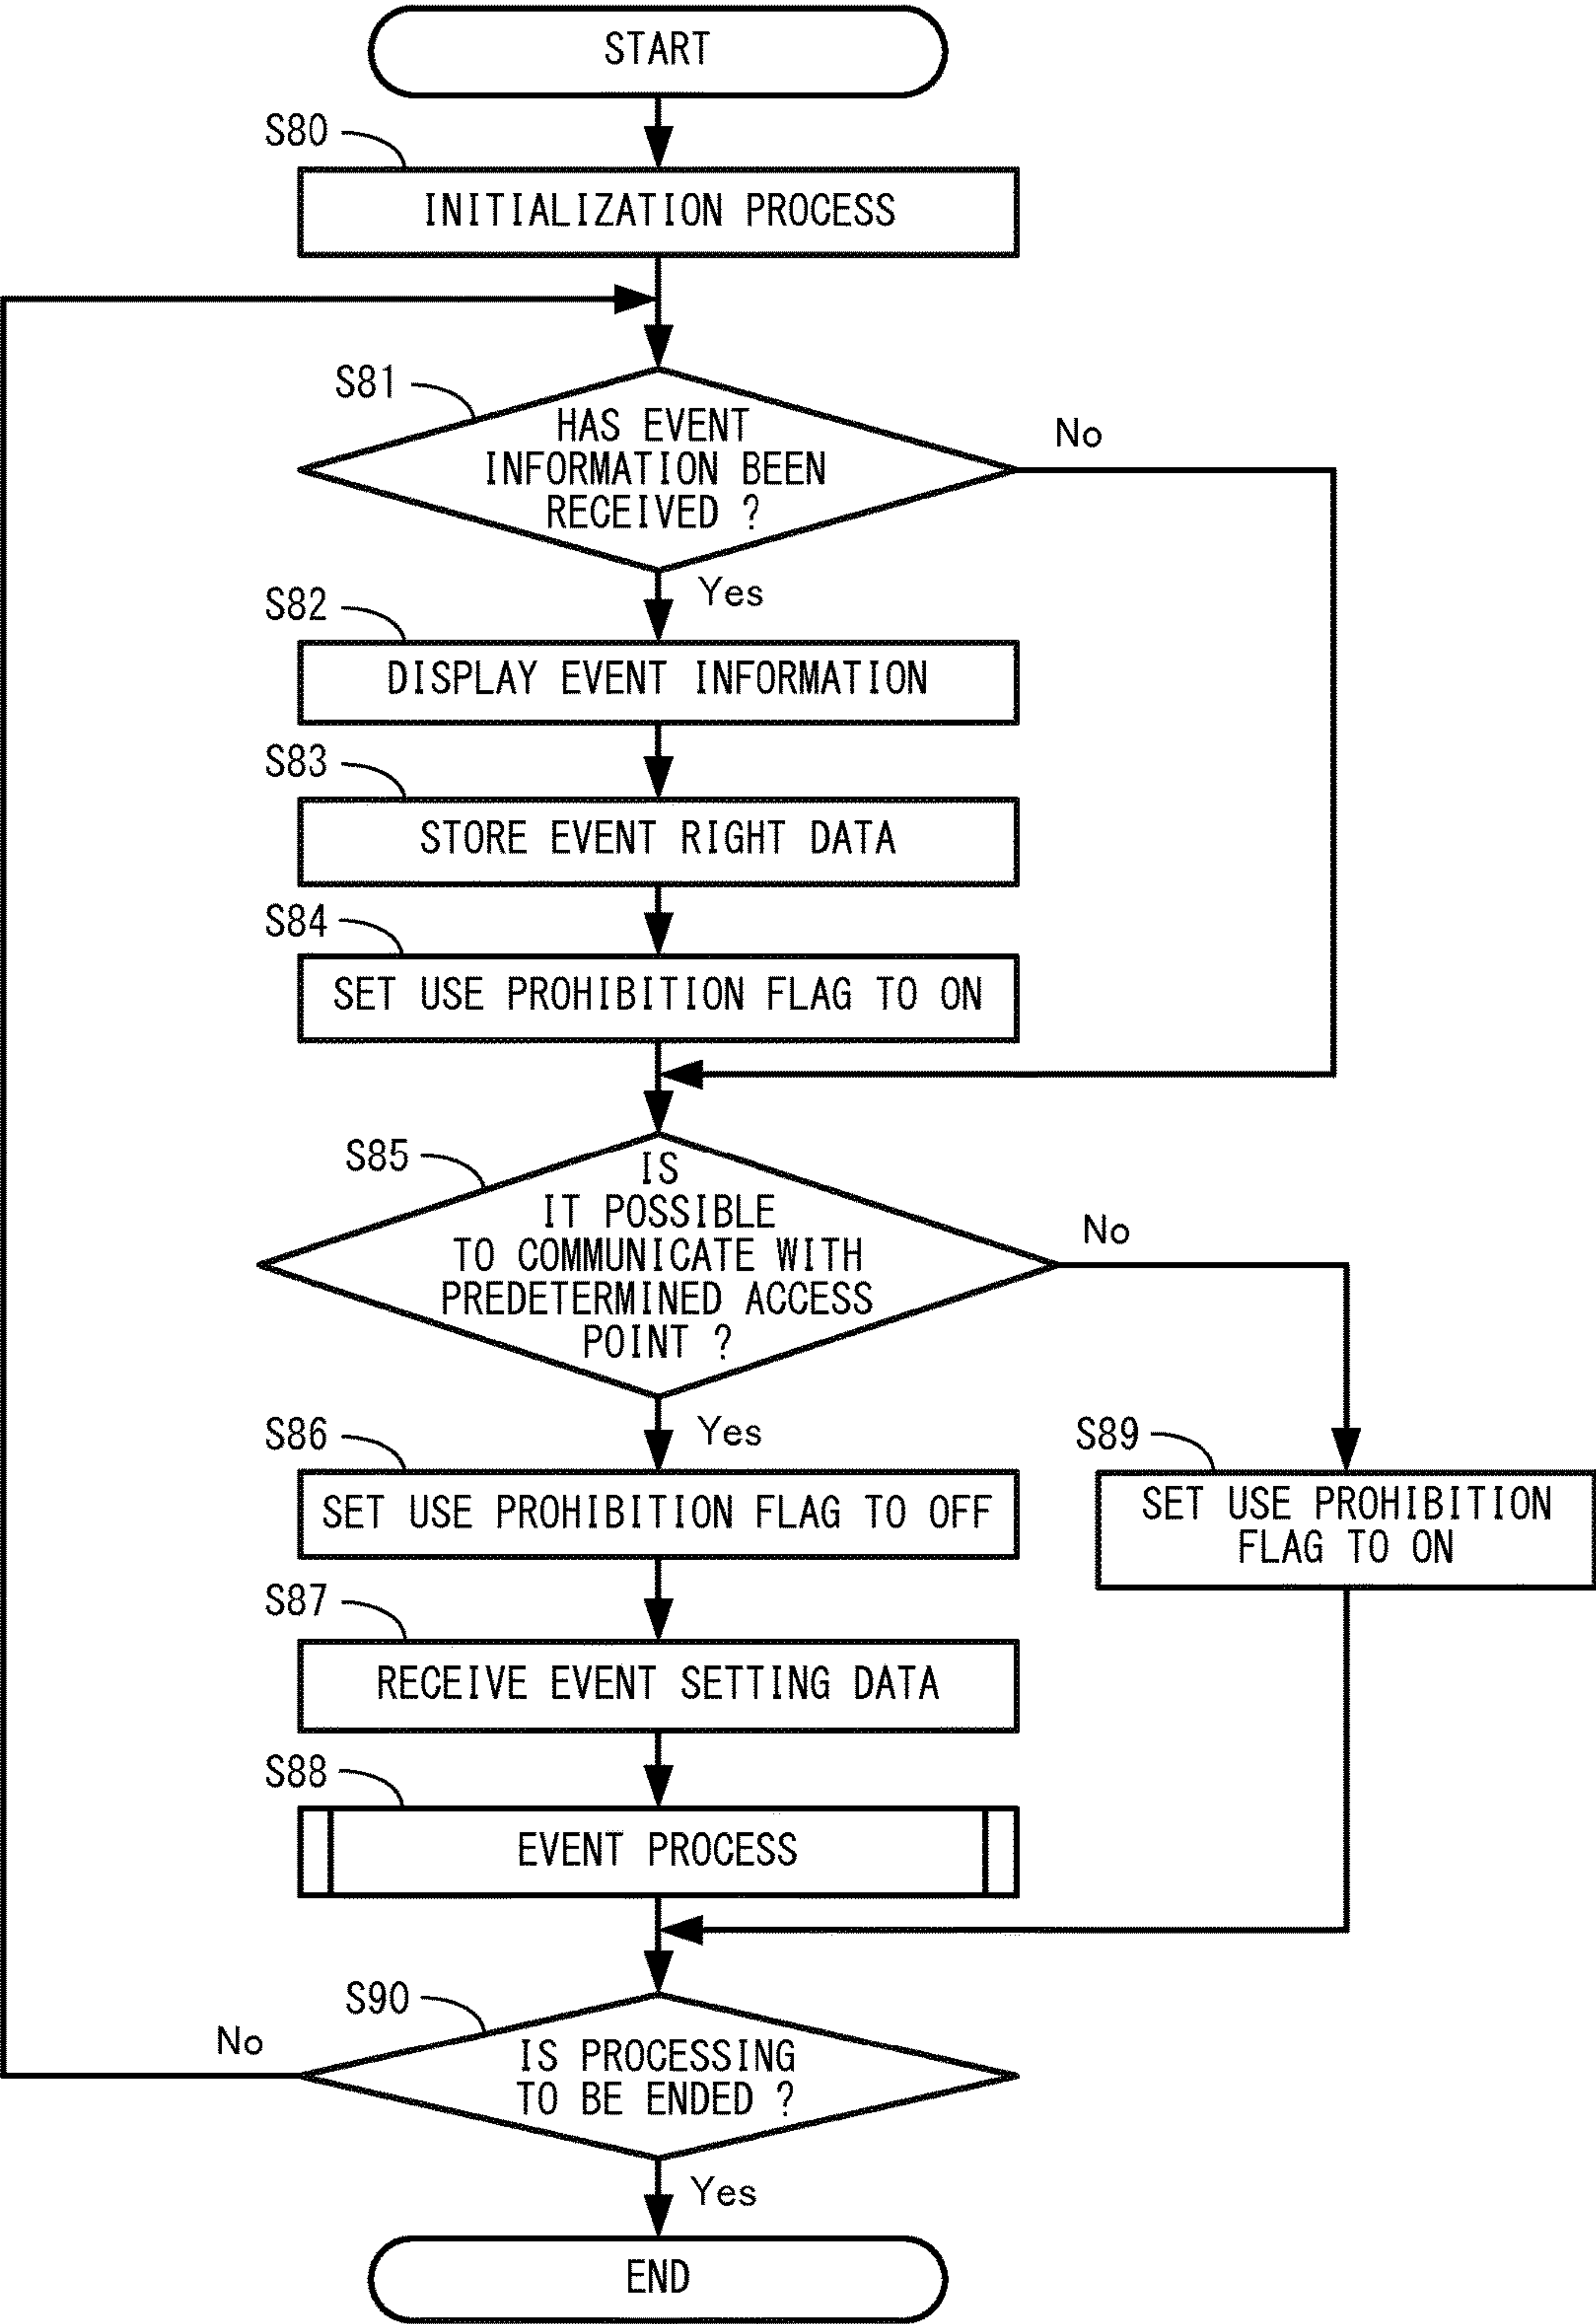 START
S80
INITIALIZATION PROCESS
S81
HAS EVENT
INFORMATION BEEN
RECEIVED ?
No
Yes
S82
DISPLAY EVENT INFORMATION
S83
STORE EVENT RIGHT DATA
S84
SET USE PROHIBITION FLAG TO ON
S85
IS
IT POSSIBLE
TO COMMUNICATE WITH
PREDETERMINED ACCESS
POINT ?
No
Yes
S86
SET USE PROHIBITION FLAG TO OFF
S89
SET USE PROHIBITION
FLAG TO ON
S87
RECEIVE EVENT SETTING DATA
S88
EVENT PROCESS
S90
IS PROCESSING
TO BE ENDED ?
No
Yes
END